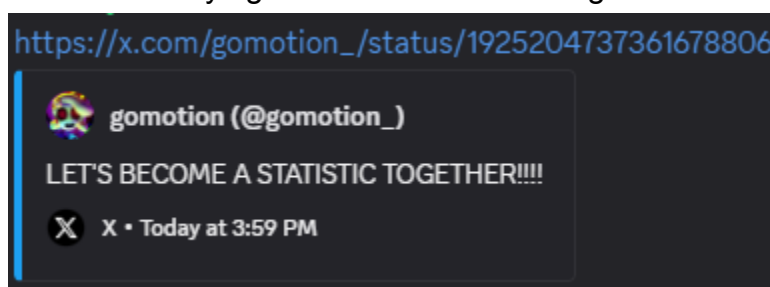 https://x.com/gomotion_/status/1925204737361678806
gomotion (@gomotion_)
LET'S BECOME A STATISTIC TOGETHER!!!!
X • Today at 3:59 PM